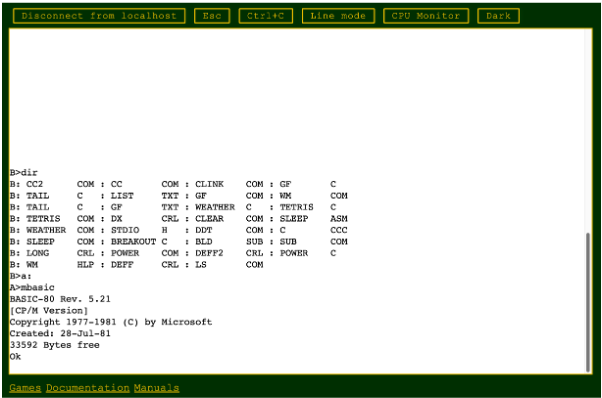 Disconnect from localhost Esc Ctrl+C Line mode CPU Monitor Dark
B>dir
B: CC2      COM : CC       COM : CLINK    COM : GF       C
B: TAIL     C   : LIST     TXT : GF       COM : WM       COM
B: TAIL     C   : GF       TXT : WEATHER  C   : TETRIS   C
B: TETRIS   COM : DX       CRL : CLEAR    COM : SLEEP    ASM
B: WEATHER  COM : STDIO    H   : DDT      COM : C        CCC
B: SLEEP    COM : BREAKOUT C   : BLD      SUB : SUB      COM
B: LONG     CRL : POWER    COM : DEFF2    CRL : POWER    C
B: WM       HLP : DEFF     CRL : LS       COM
B>a:
A>mbasic
BASIC-80 Rev. 5.21
[CP/M Version]
Copyright 1977-1981 (C) by Microsoft
Created: 28-Jul-81
33592 Bytes free
Ok
Games Documentation Manuals